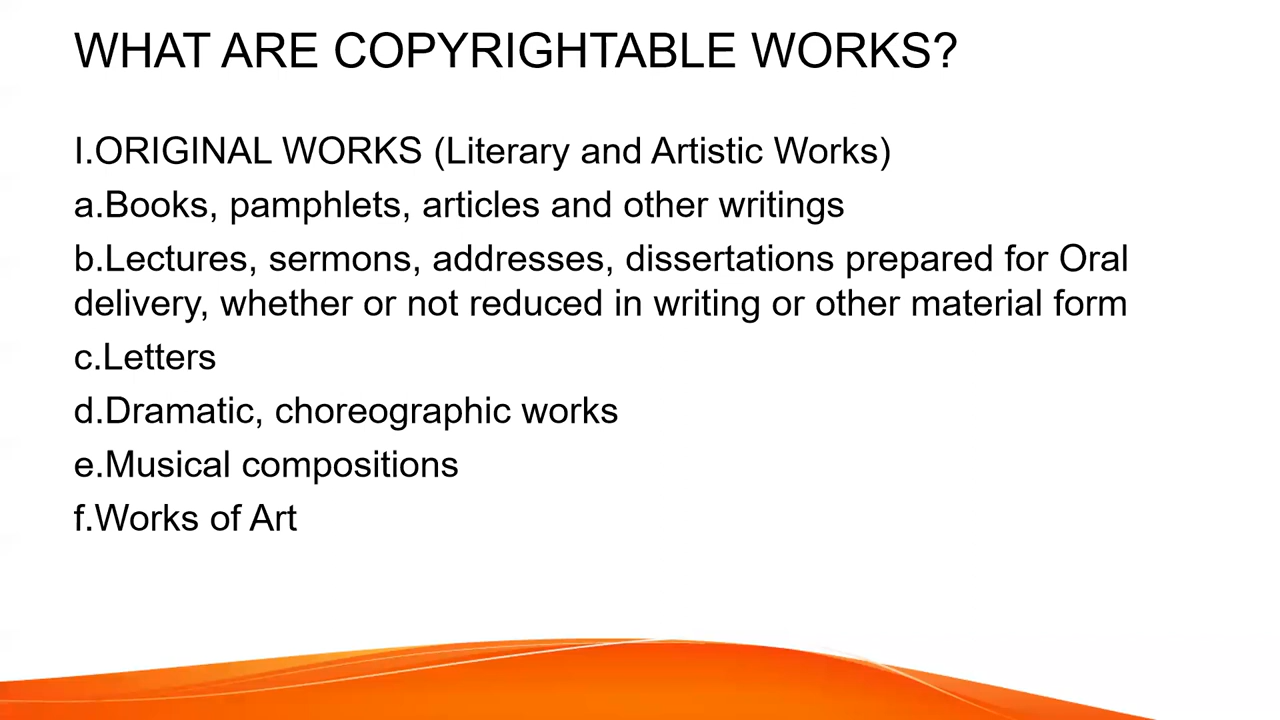 WHAT ARE COPYRIGHTABLE WORKS?
I.ORIGINAL WORKS (Literary and Artistic Works)
a.Books, pamphlets, articles and other writings
b.Lectures, sermons, addresses, dissertations prepared for Oral
delivery, whether or not reduced in writing or other material form
c.Letters
d.Dramatic, choreographic works
e.Musical compositions
f.Works of Art